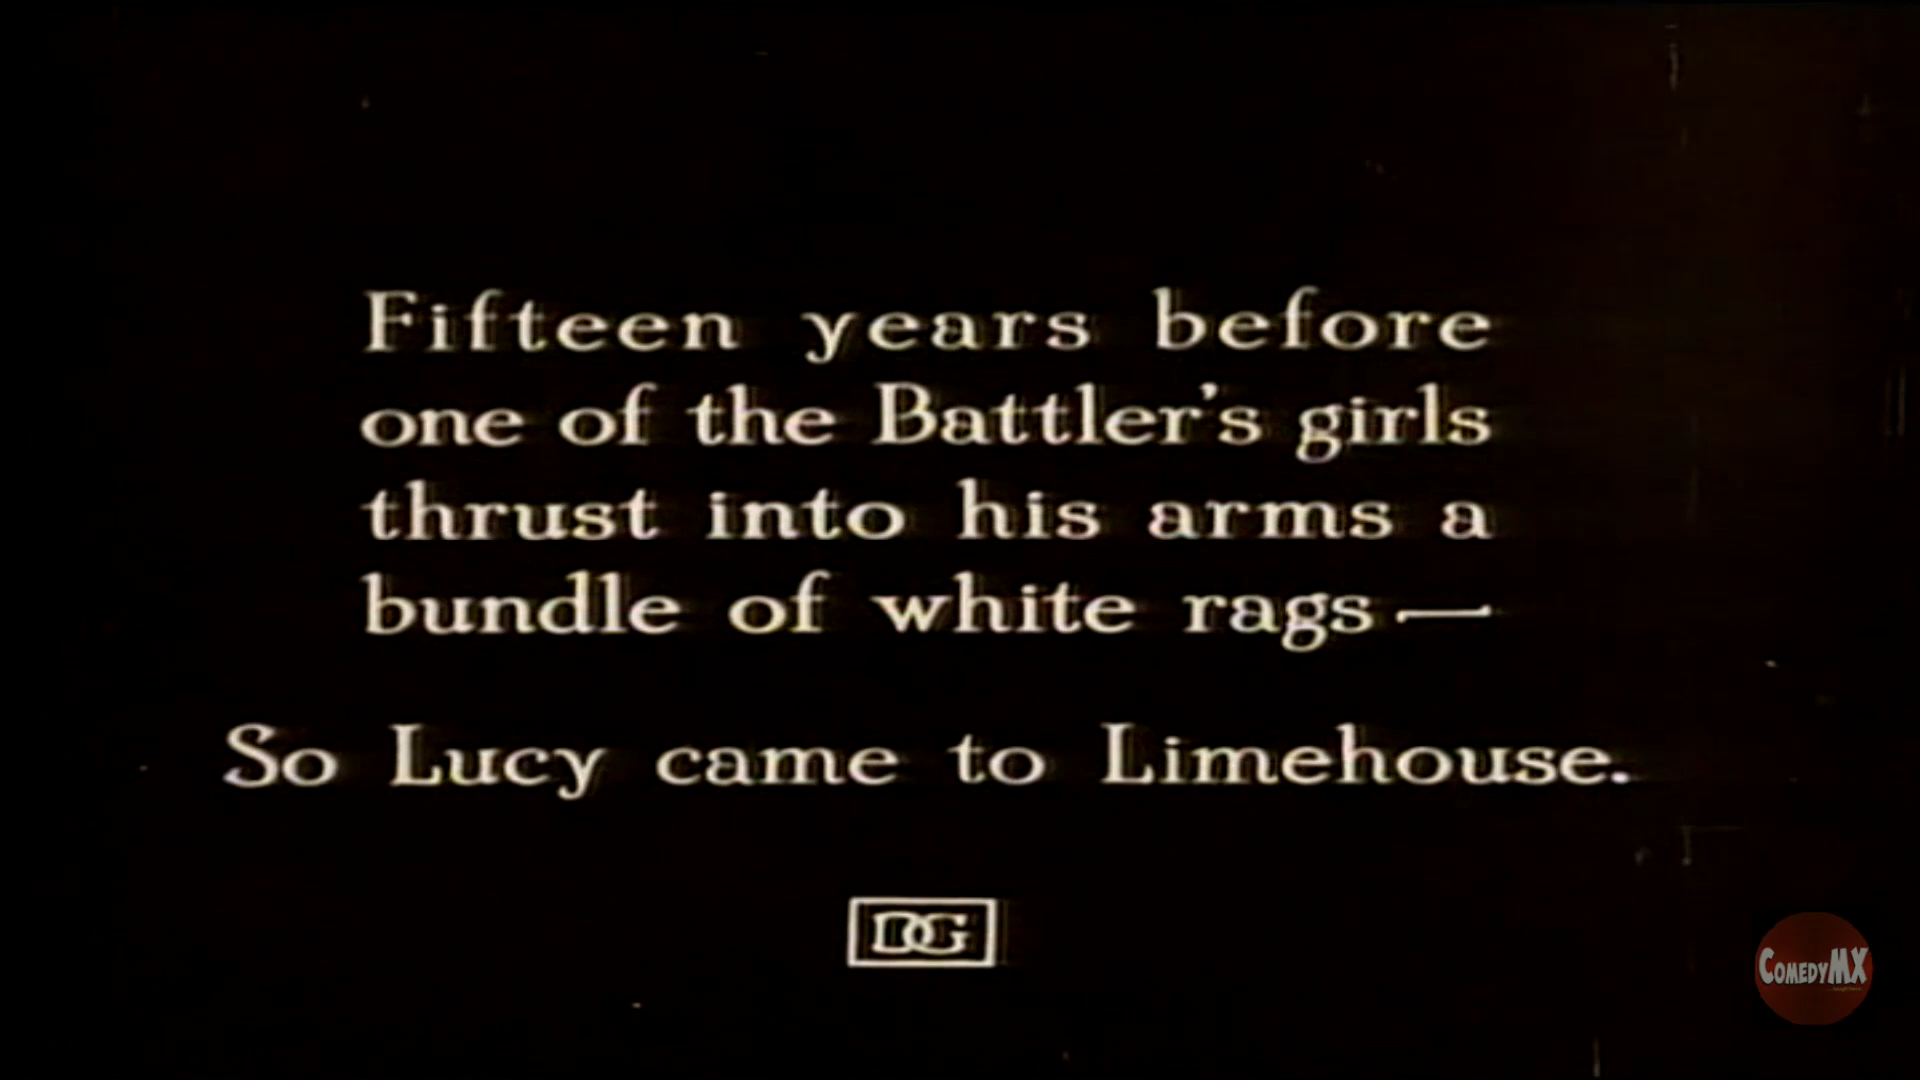 Fifteen years before
one of the Battler's girls
thrust into his arms a
bundle of white rags—
So Lucy came to Limehouse.
DG
COMEDYMX